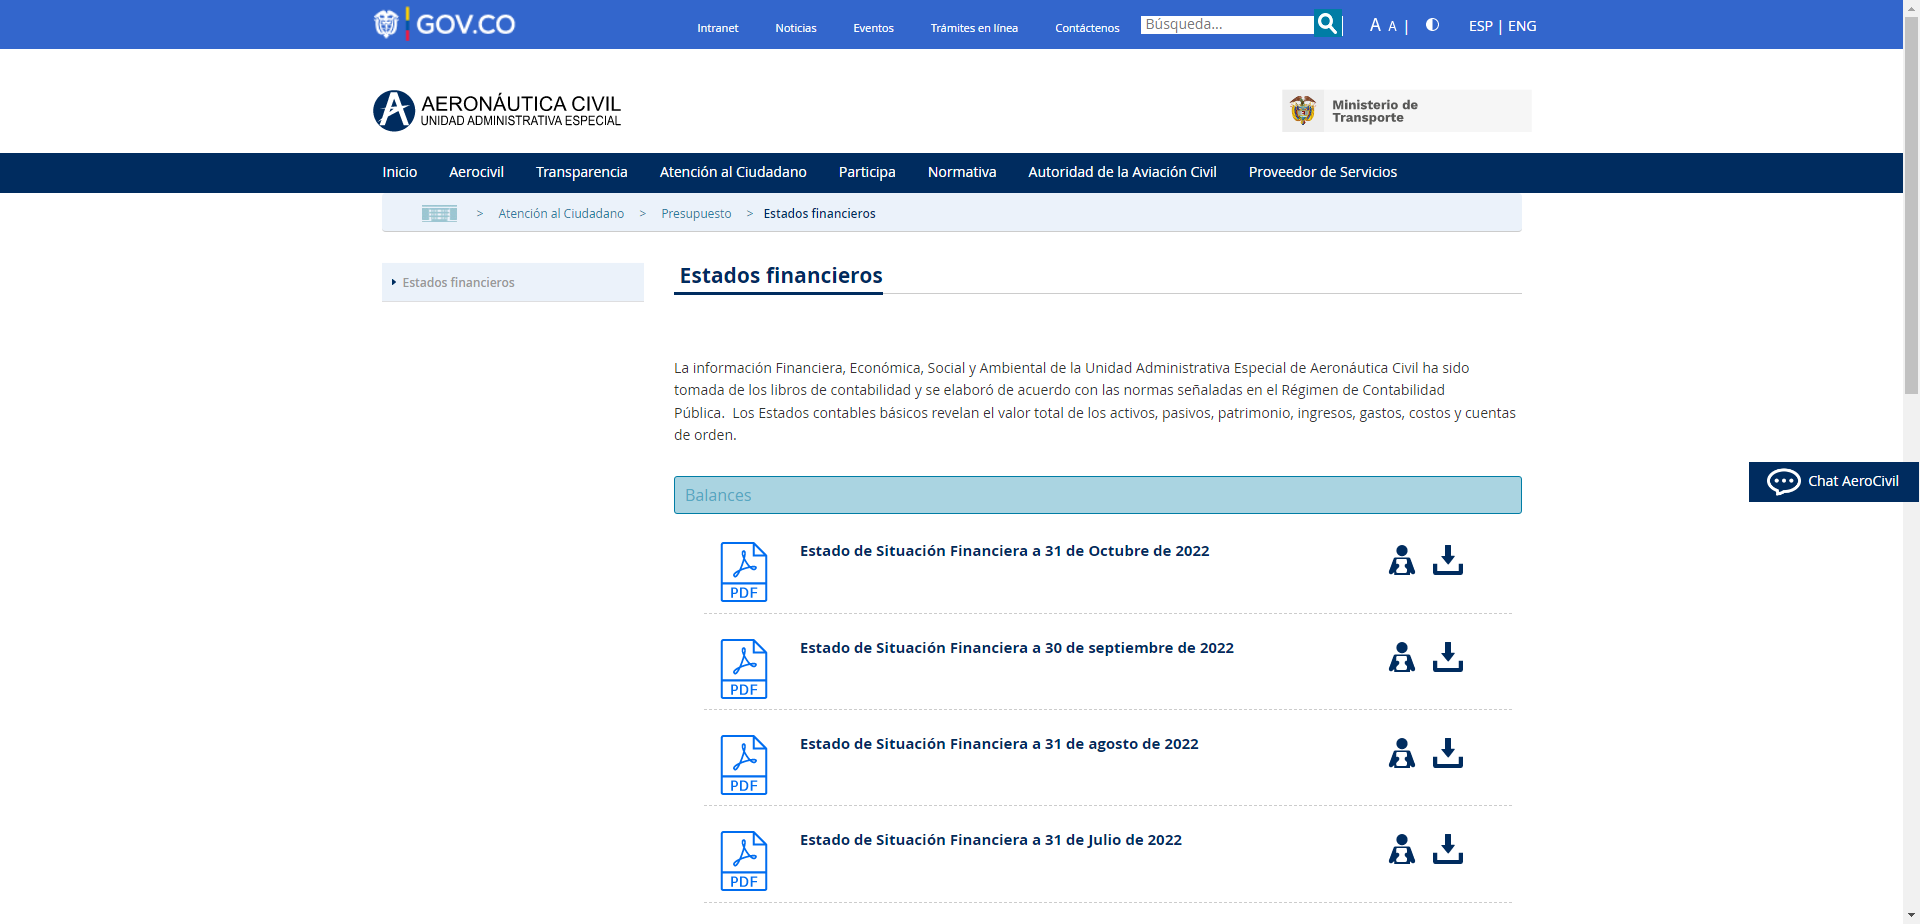 GOV.CO
Intranet Noticias Eventos Trámites en línea Contáctenos Búsqueda... A A | ESP | ENG
AERONÁUTICA CIVIL
UNIDAD ADMINISTRATIVA ESPECIAL
Ministerio de
Transporte
Inicio Aerocivil Transparencia Atención al Ciudadano Participa Normativa Autoridad de la Aviación Civil Proveedor de Servicios
> Atención al Ciudadano > Presupuesto > Estados financieros
Estados financieros
Estados financieros
La información Financiera, Económica, Social y Ambiental de la Unidad Administrativa Especial de Aeronáutica Civil ha sido
tomada de los libros de contabilidad y se elaboró de acuerdo con las normas señaladas en el Régimen de Contabilidad
Pública.  Los Estados contables básicos revelan el valor total de los activos, pasivos, patrimonio, ingresos, gastos, costos y cuentas
de orden.
Chat AeroCivil
Balances
Estado de Situación Financiera a 31 de Octubre de 2022
PDF
Estado de Situación Financiera a 30 de septiembre de 2022
PDF
Estado de Situación Financiera a 31 de agosto de 2022
PDF
Estado de Situación Financiera a 31 de Julio de 2022
PDF